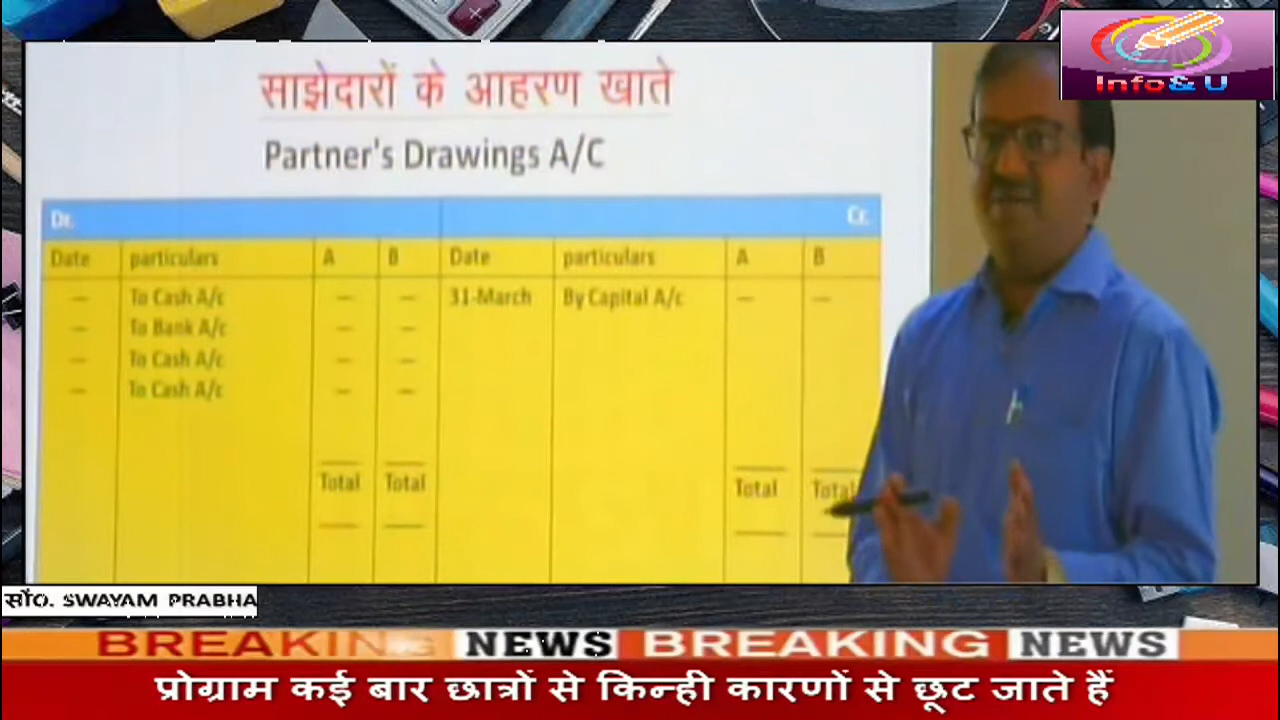 Info & U
साझेदारों के आहरण खाते
Partner's Drawings A/C
Dr. Cr.
Date particulars A B Date particulars A B
— To Cash A/c — — 31-March By Capital A/c — —
— To Bank A/c — —
— To Cash A/c — —
— To Cash A/c — —
Total Total Total Total
सौO. SWAYAM PRABHA
BREAKING NEWS BREAKING NEWS
प्रोग्राम कई बार छात्रों से किन्ही कारणों से छूट जाते हैं